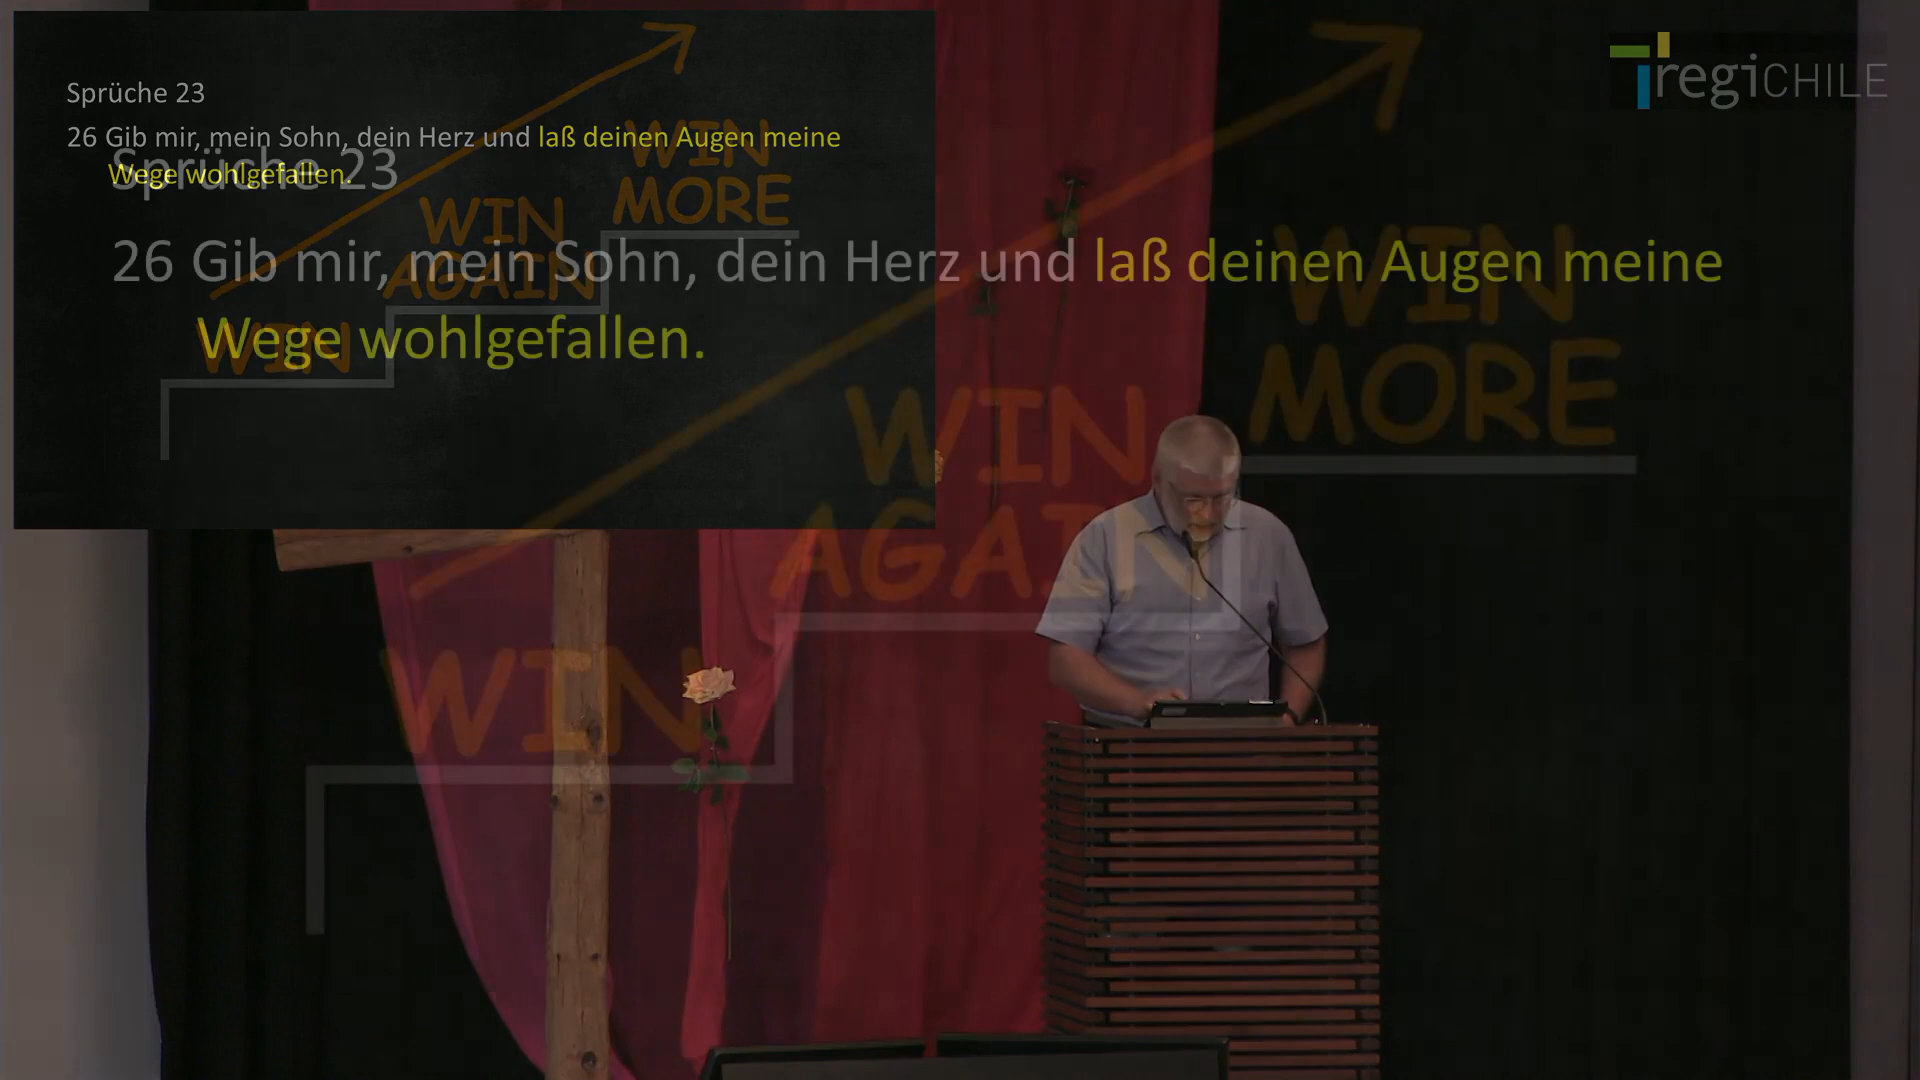 regiCHILE
Sprüche 23
26 Gib mir, mein Sohn, dein Herz und laß deinen Augen meine
Wege wohlgefallen.
WIN
MORE
WIN
AGAIN
WIN
Sprüche 23
26 Gib mir, mein Sohn, dein Herz und laß deinen Augen meine
Wege wohlgefallen.
WIN
MORE
WIN
AGAIN
WIN